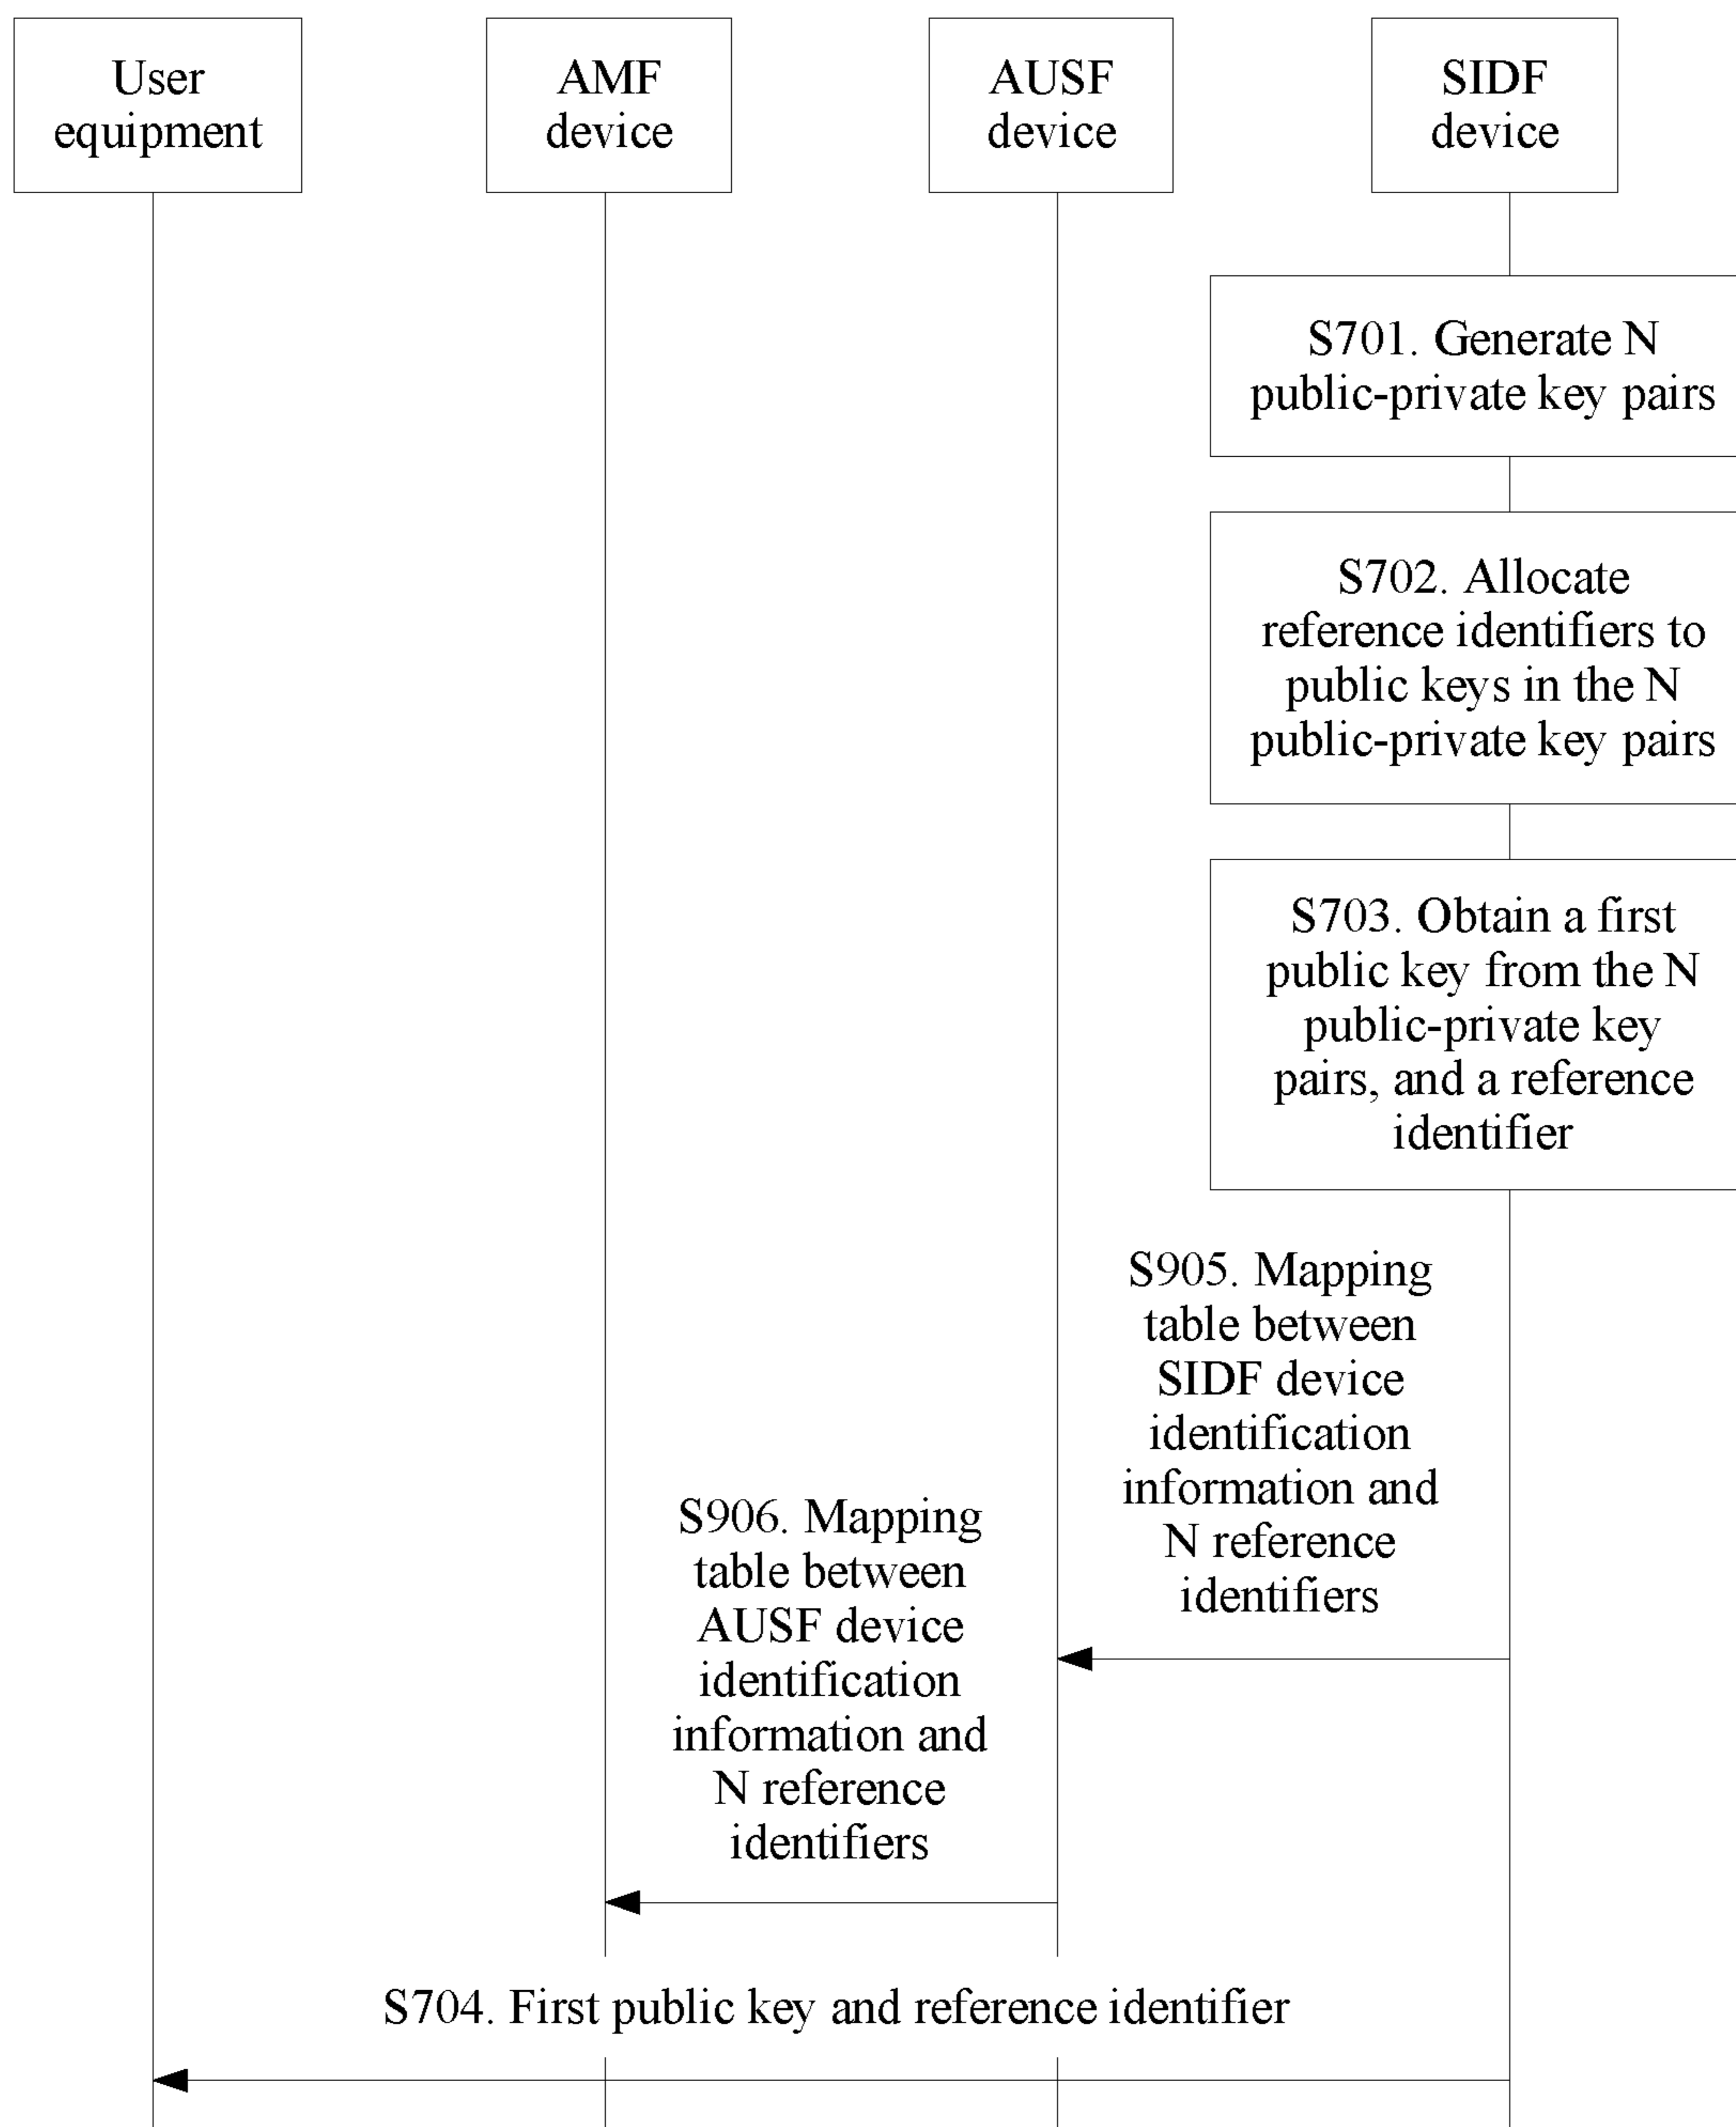 User
equipment
AMF
device
AUSF
device
SIDF
device
S701. Generate N
public-private key pairs
S702. Allocate
reference identifiers to
public keys in the N
public-private key pairs
S703. Obtain a first
public key from the N
public-private key
pairs, and a reference
identifier
S905. Mapping
table between
SIDF device
identification
information and
N reference
identifiers
S906. Mapping
table between
AUSF device
identification
information and
N reference
identifiers
S704. First public key and reference identifier